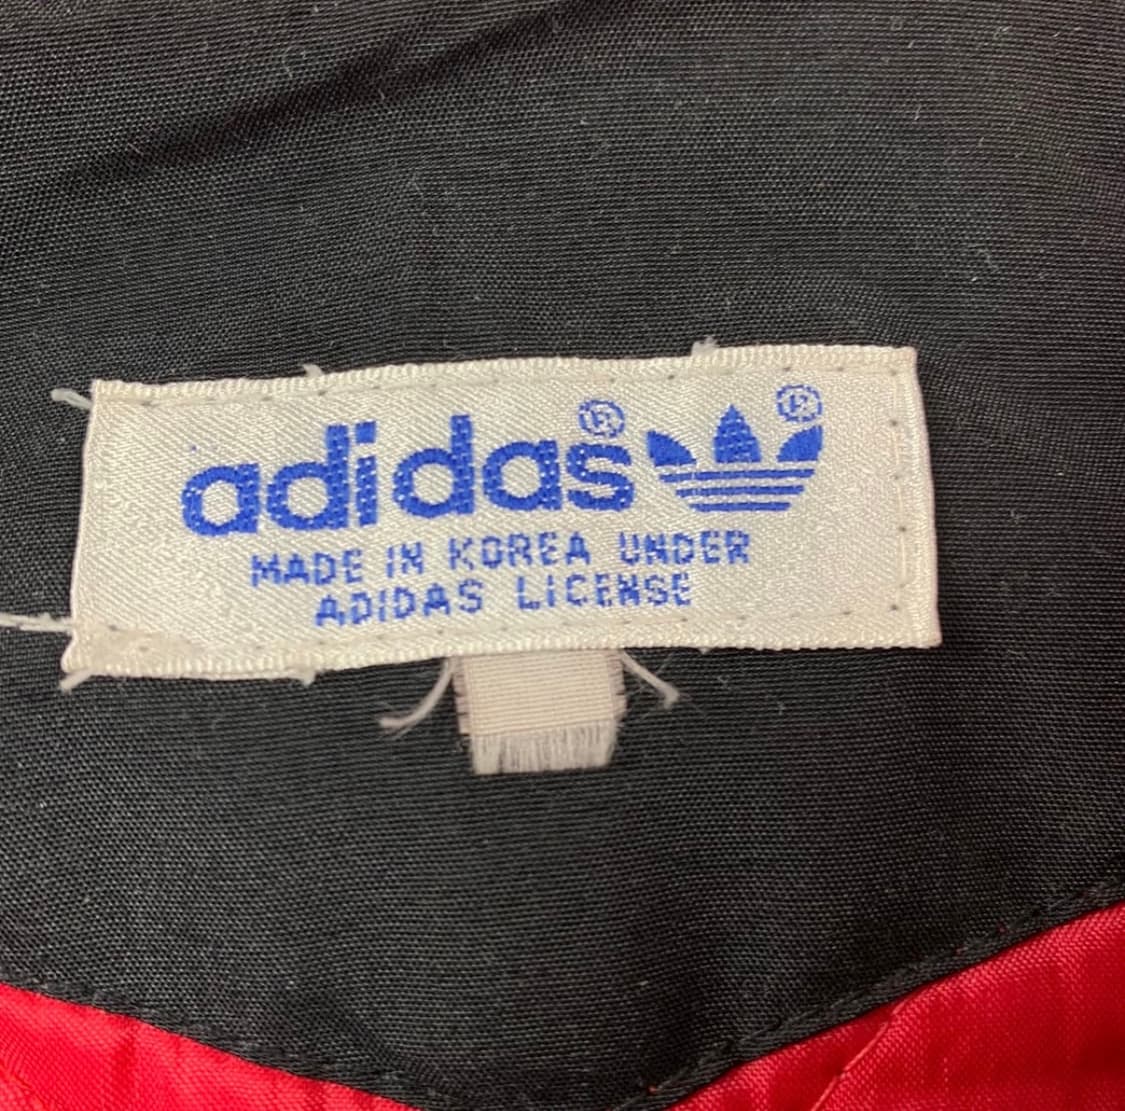 adidas®
®
MADE IN KOREA UNDER
ADIDAS LICENSE